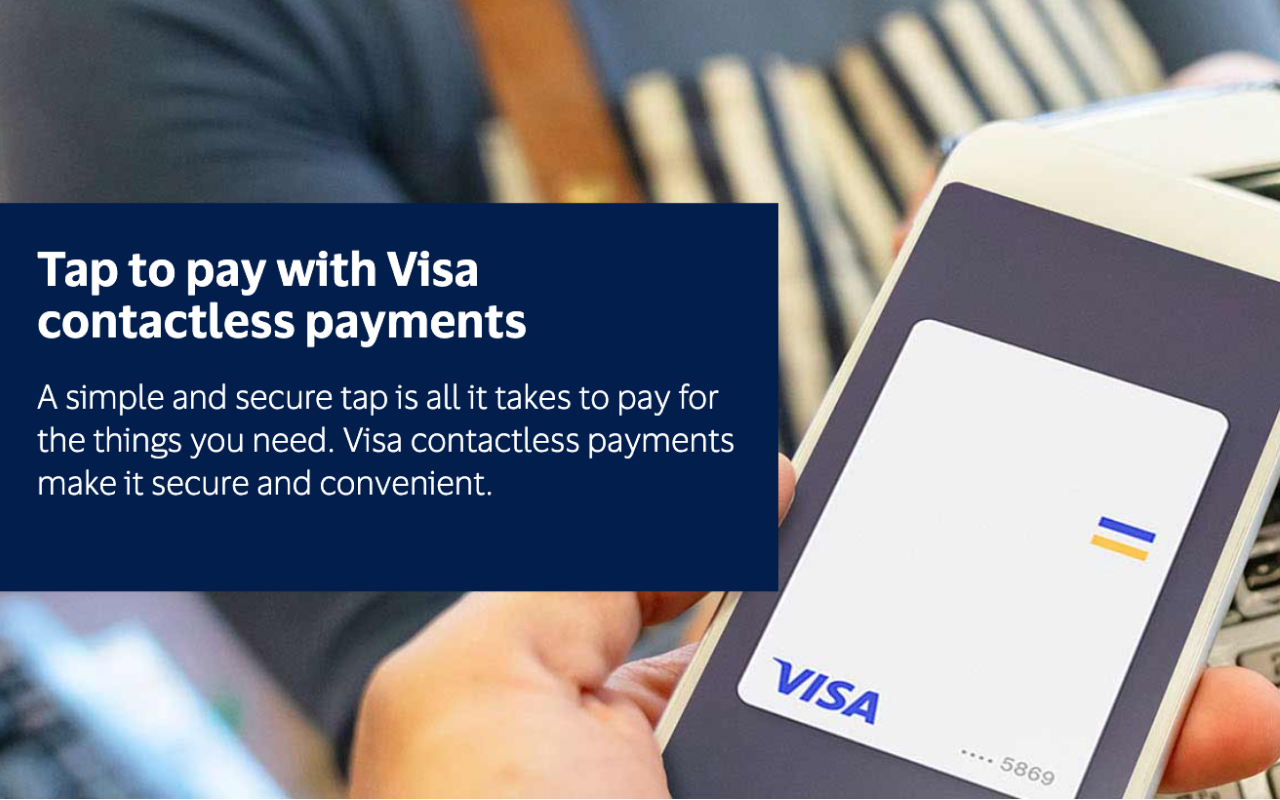 Tap to pay with Visa
contactless payments
A simple and secure tap is all it takes to pay for
the things you need. Visa contactless payments
make it secure and convenient.
VISA
•••• 5869